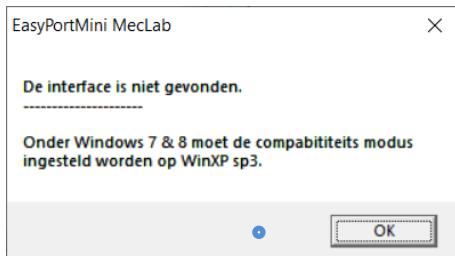 EasyPortMini MecLab
De interface is niet gevonden.
---------------------
Onder Windows 7 & 8 moet de compabititeits modus
ingesteld worden op WinXP sp3.
OK